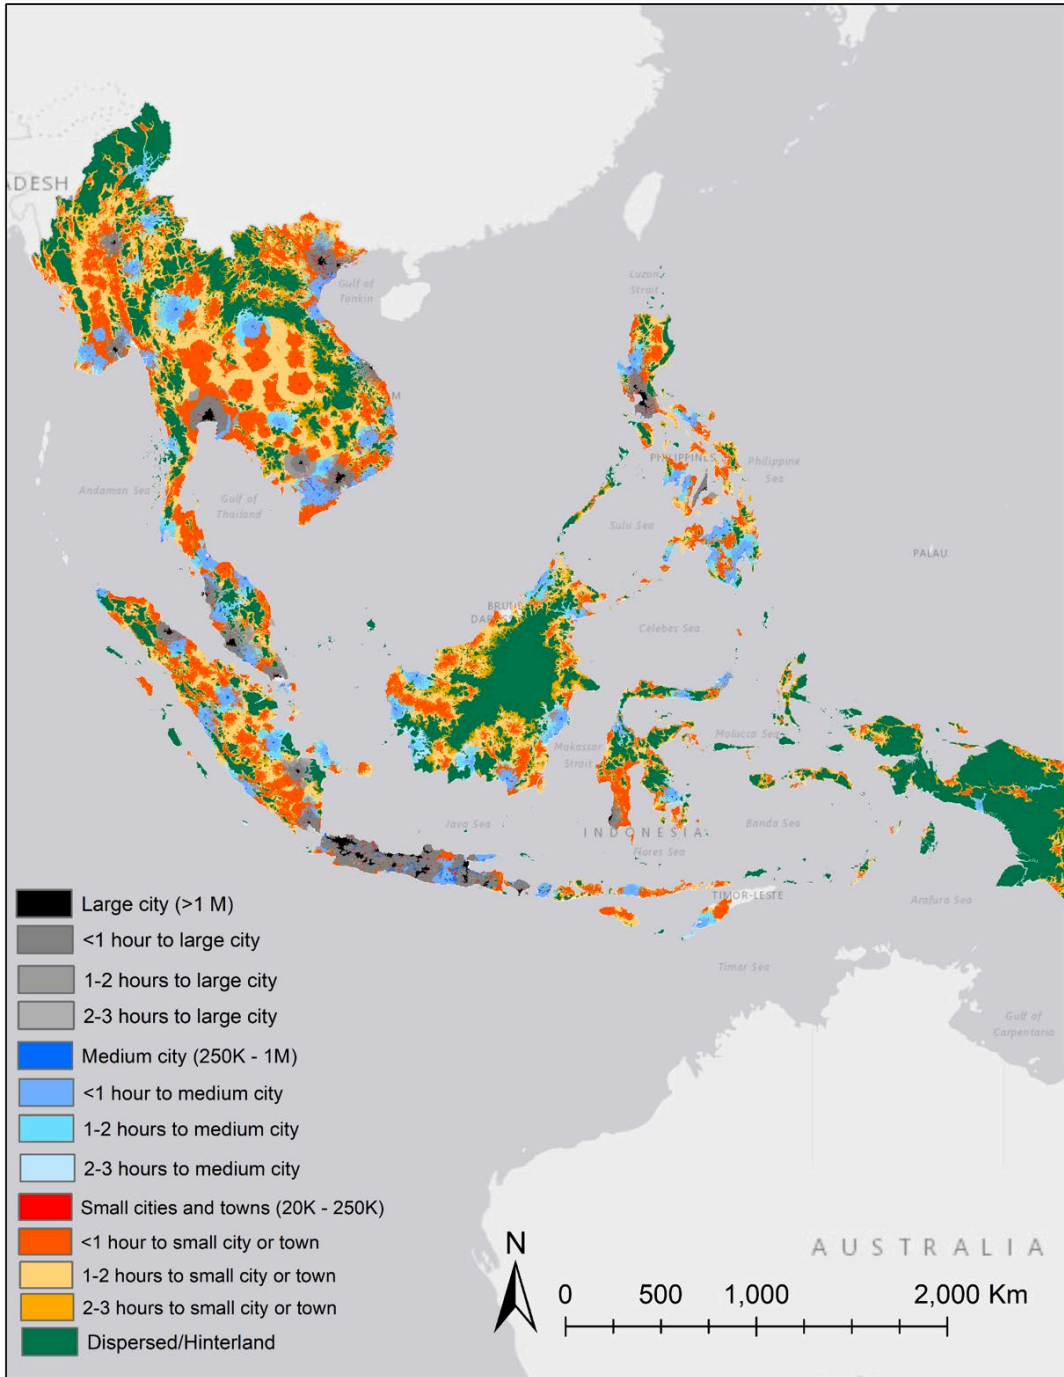 ADESH
Luzon
Strait
Gulf of
Tonkin
M
PHILIPPINES
Philippine
Sea
Andaman Sea
Gulf of
Thailand
Sulu Sea
PALAU
BRUNEI
DAR
Celebes Sea
Makassar
Strait
Molucca Sea
Java Sea
INDONESIA
Banda Sea
Flores Sea
TIMOR-LESTE
Arafura Sea
Timor Sea
Gulf of
Carpentaria
AUSTRALIA
Large city (>1 M)
<1 hour to large city
1-2 hours to large city
2-3 hours to large city
Medium city (250K - 1M)
<1 hour to medium city
1-2 hours to medium city
2-3 hours to medium city
Small cities and towns (20K - 250K)
<1 hour to small city or town
1-2 hours to small city or town
2-3 hours to small city or town
Dispersed/Hinterland
N
0 500 1,000 2,000 Km